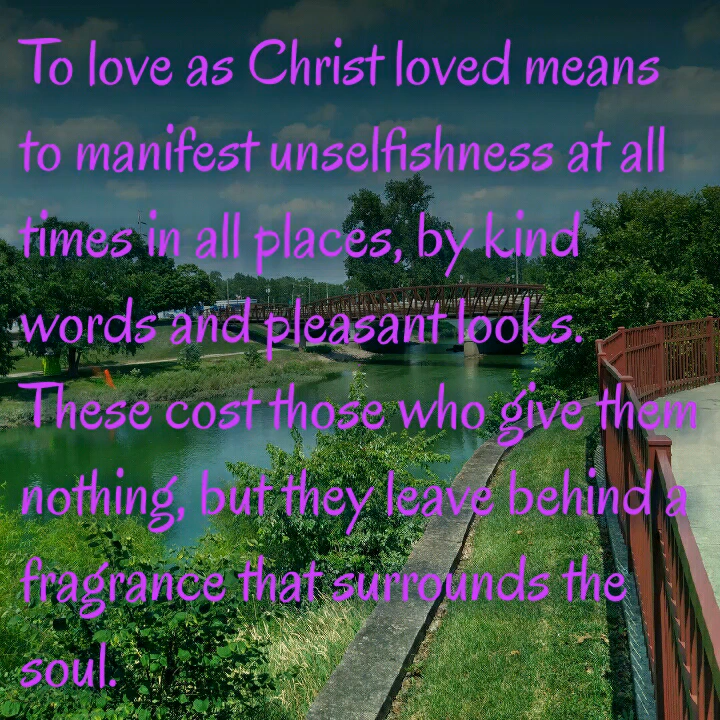 To love as Christ loved means
to manifest unselfishness at all
times in all places, by kind
words and pleasant looks.
These cost those who give them
nothing, but they leave behind a
fragrance that surrounds the
soul.